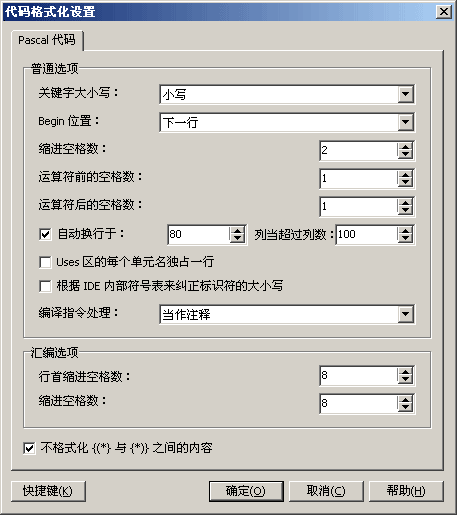 代码格式化设置
Pascal 代码
普通选项
关键字大小写： 小写
Begin 位置： 下一行
缩进空格数： 2
运算符前的空格数： 1
运算符后的空格数： 1
自动换行于： 80 列当超过列数： 100
Uses 区的每个单元名独占一行
根据 IDE 内部符号表来纠正标识符的大小写
编译指令处理： 当作注释
汇编选项
行首缩进空格数： 8
缩进空格数： 8
不格式化 {(*} 与 {*)} 之间的内容
快捷键(K) 确定(O) 取消(C) 帮助(H)